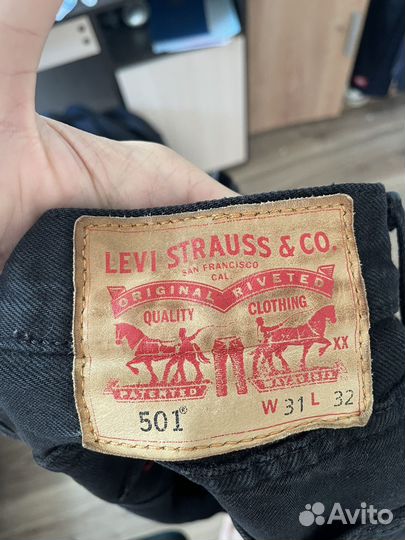 LEVI STRAUSS & CO.
SAN FRANCISCO
CAL.
ORIGINAL RIVETED
QUALITY CLOTHING
XX
PATENTED
501®
W 31 L 32
Avito